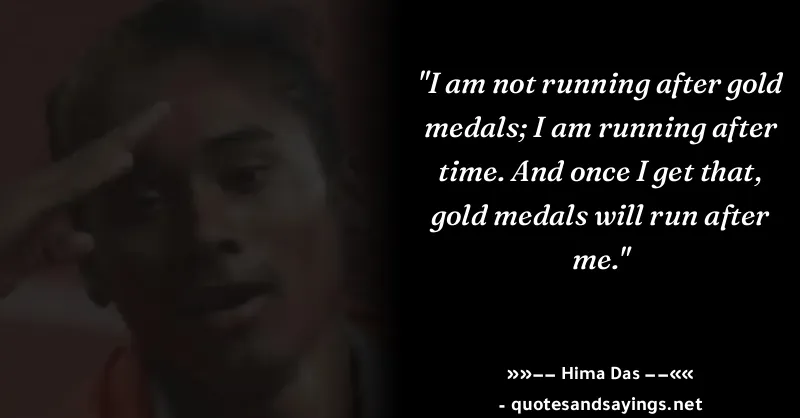 "I am not running after gold
medals; I am running after
time. And once I get that,
gold medals will run after
me."
»»−− Hima Das −−««
- quotesandsayings.net